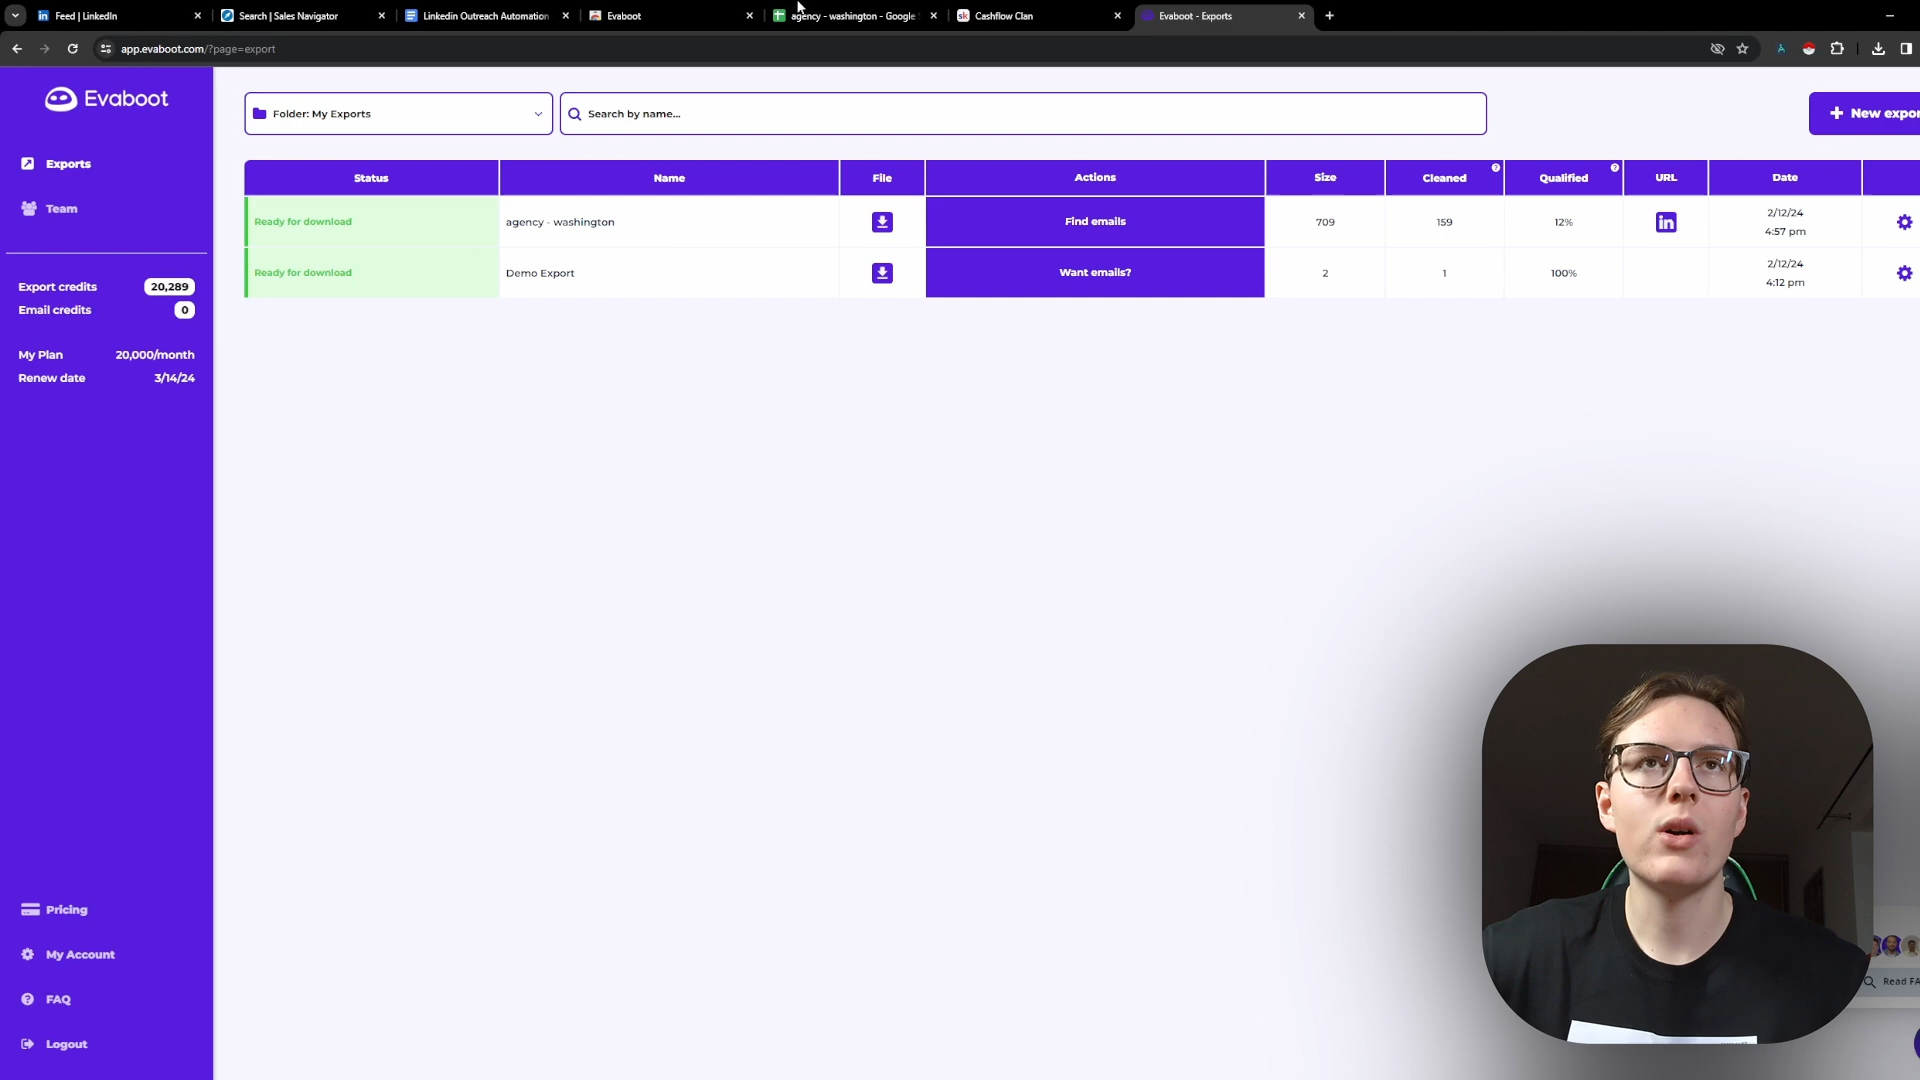 Feed | LinkedIn
Search | Sales Navigator
Linkedin Outreach Automation
Evaboot
agency - washington - Google
Cashflow Clan
Evaboot - Exports
app.evaboot.com/?page=export
Evaboot
Folder: My Exports
Search by name...
New expor
Exports
Team
Status Name File Actions Size Cleaned Qualified URL Date
Ready for download agency - washington Find emails 709 159 12% 2/12/24
4:57 pm
Ready for download Demo Export Want emails? 2 1 100% 2/12/24
4:12 pm
Export credits 20,289
Email credits 0
My Plan 20,000/month
Renew date 3/14/24
Pricing
My Account
FAQ
Logout
Read FA